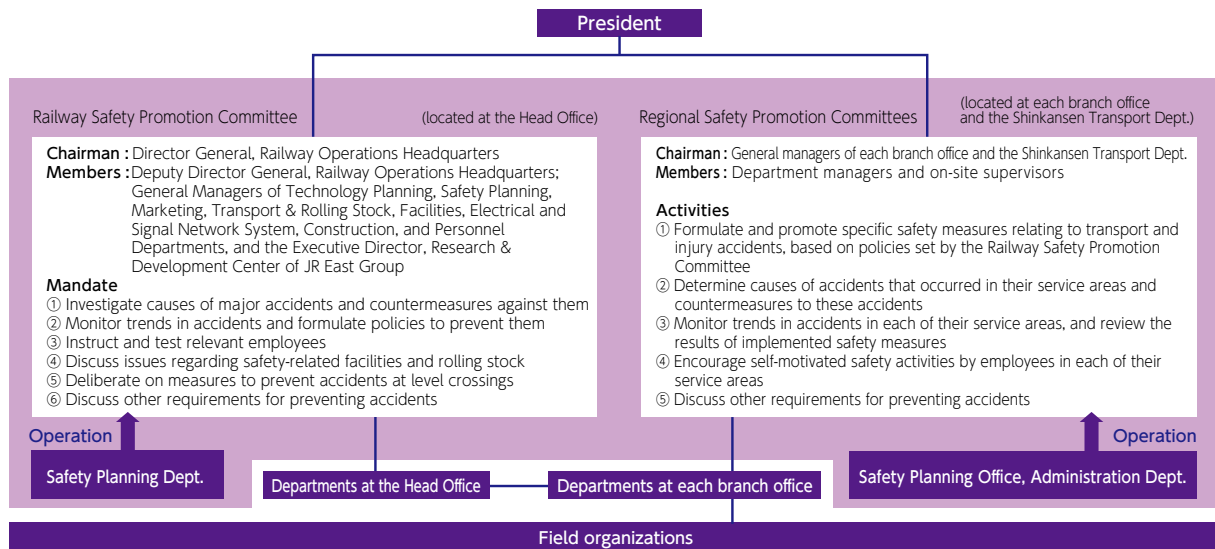 President
Railway Safety Promotion Committee
(located at the Head Office)
Chairman : Director General, Railway Operations Headquarters
Members : Deputy Director General, Railway Operations Headquarters;
General Managers of Technology Planning, Safety Planning,
Marketing, Transport & Rolling Stock, Facilities, Electrical and
Signal Network System, Construction, and Personnel
Departments, and the Executive Director, Research &
Development Center of JR East Group
Mandate
① Investigate causes of major accidents and countermeasures against them
② Monitor trends in accidents and formulate policies to prevent them
③ Instruct and test relevant employees
④ Discuss issues regarding safety-related facilities and rolling stock
⑤ Deliberate on measures to prevent accidents at level crossings
⑥ Discuss other requirements for preventing accidents
Operation
Safety Planning Dept.
Regional Safety Promotion Committees
(located at each branch office
and the Shinkansen Transport Dept.)
Chairman : General managers of each branch office and the Shinkansen Transport Dept.
Members : Department managers and on-site supervisors
Activities
① Formulate and promote specific safety measures relating to transport and
injury accidents, based on policies set by the Railway Safety Promotion
Committee
② Determine causes of accidents that occurred in their service areas and
countermeasures to these accidents
③ Monitor trends in accidents in each of their service areas, and review the
results of implemented safety measures
④ Encourage self-motivated safety activities by employees in each of their
service areas
⑤ Discuss other requirements for preventing accidents
Operation
Safety Planning Office, Administration Dept.
Departments at the Head Office
Departments at each branch office
Field organizations